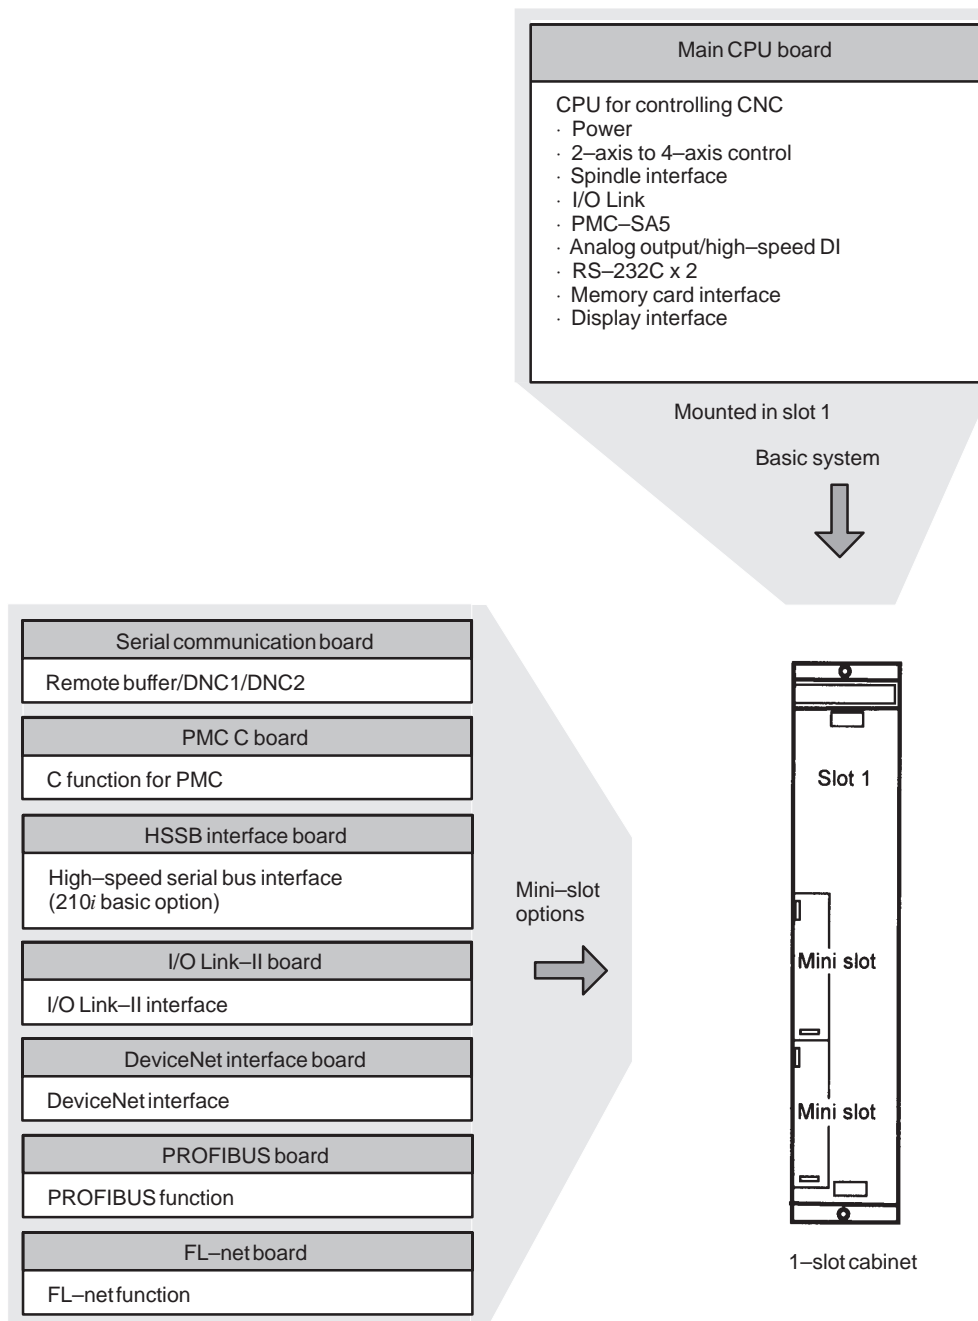 Main CPU board
CPU for controlling CNC
· Power
· 2–axis to 4–axis control
· Spindle interface
· I/O Link
· PMC–SA5
· Analog output/high–speed DI
· RS–232C x 2
· Memory card interface
· Display interface
Mounted in slot 1
Basic system
Serial communication board
Remote buffer/DNC1/DNC2
PMC C board
C function for PMC
HSSB interface board
High–speed serial bus interface
(210i basic option)
I/O Link–II board
I/O Link–II interface
DeviceNet interface board
DeviceNet interface
PROFIBUS board
PROFIBUS function
FL–net board
FL–net function
Mini–slot
options
Slot 1
Mini slot
Mini slot
1–slot cabinet